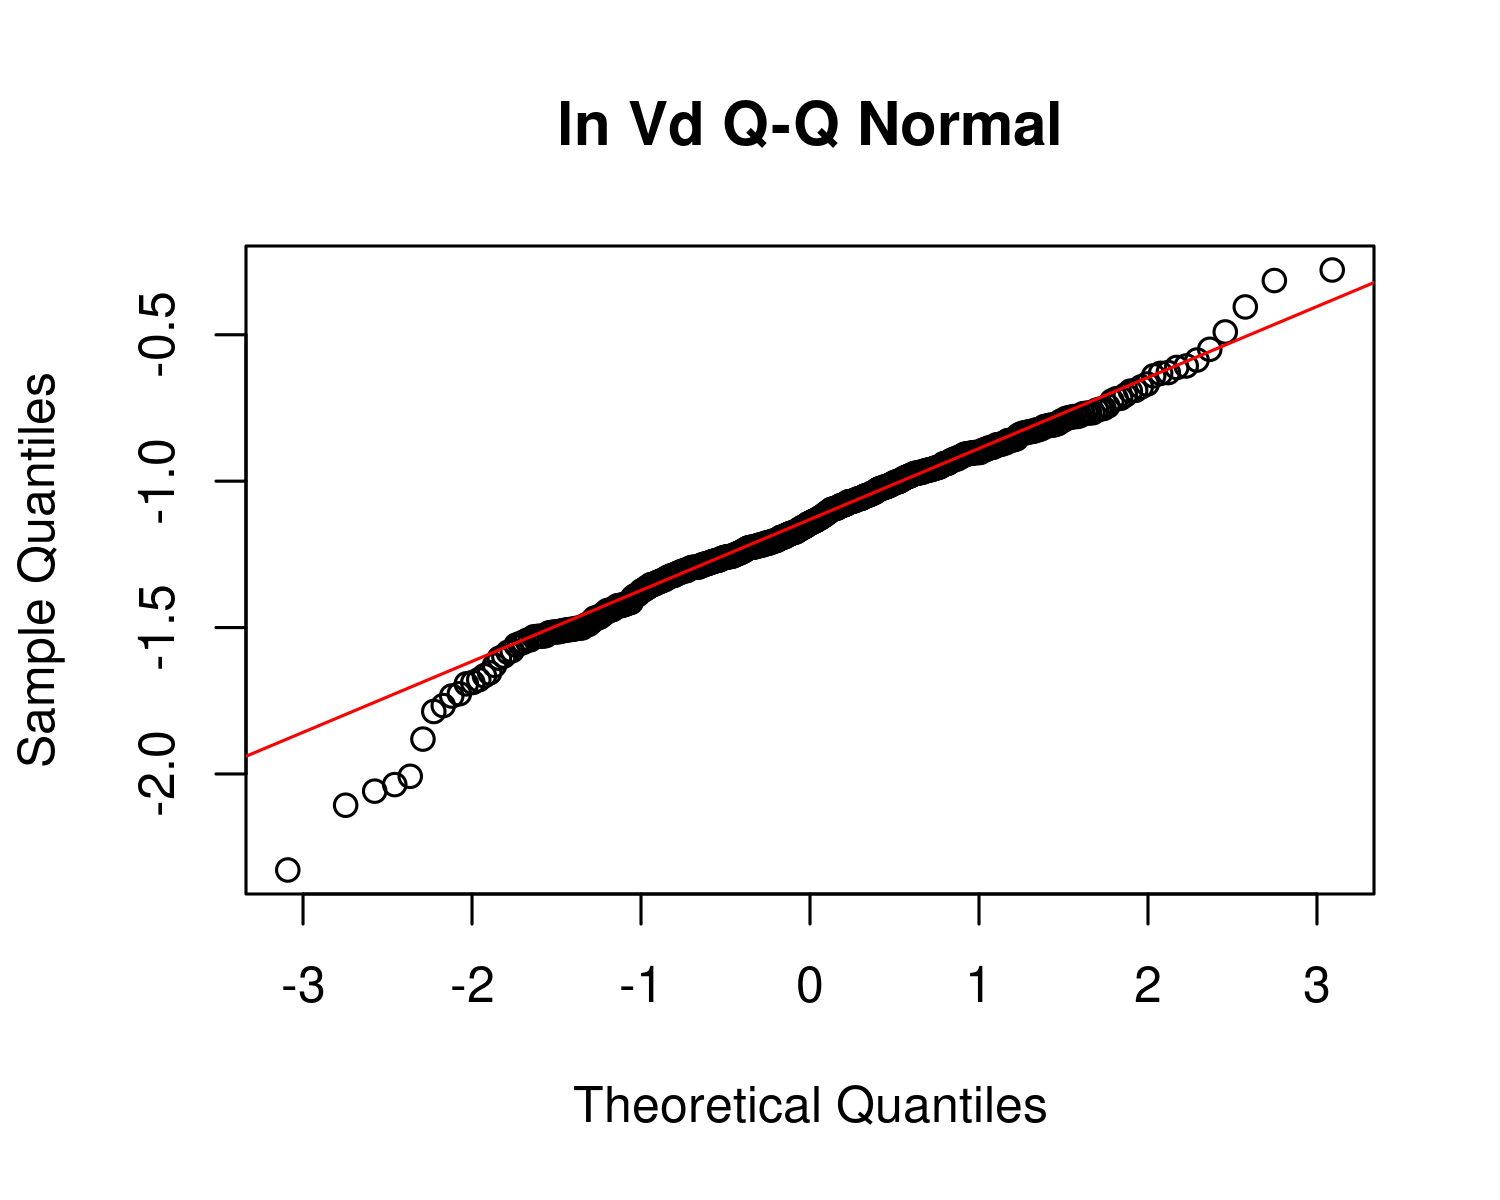 ln Vd Q-Q Normal
Sample Quantiles
-0.5
-1.0
-1.5
-2.0
-3 -2 -1 0 1 2 3
Theoretical Quantiles